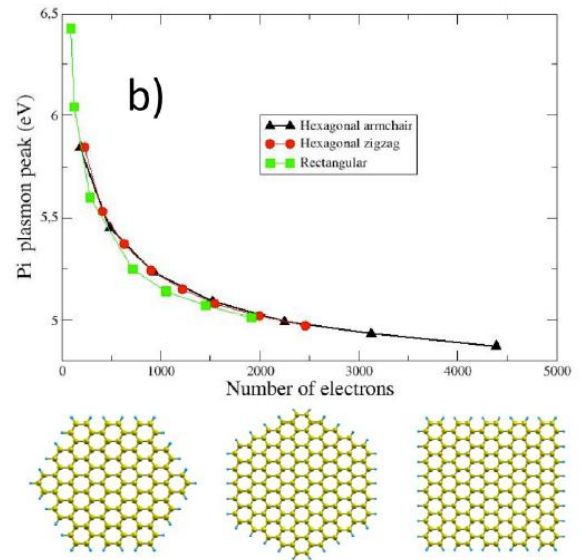 6,5
b)
Pi plasmon peak (eV)
6
Hexagonal armchair
Hexagonal zigzag
Rectangular
5,5
5
0 1000 2000 3000 4000 5000
Number of electrons